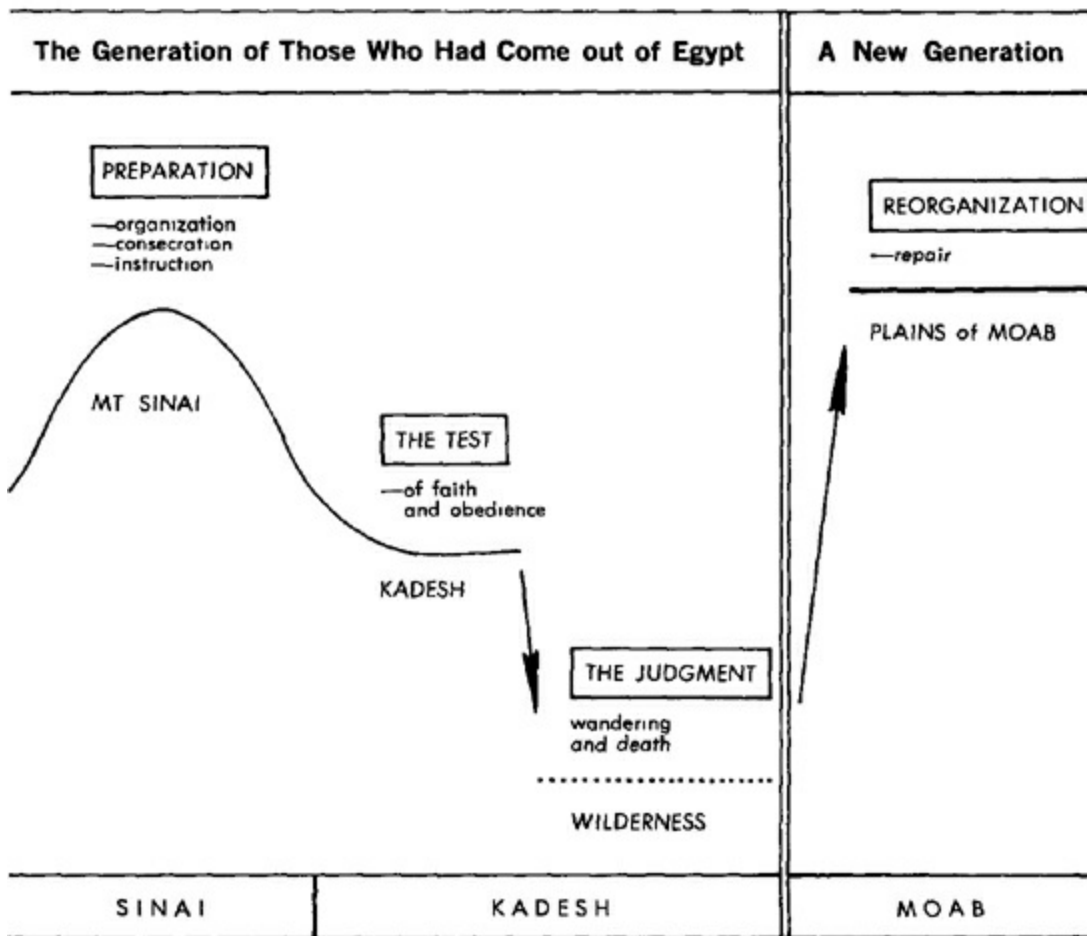 The Generation of Those Who Had Come out of Egypt
A New Generation
PREPARATION
—organization
—consecration
—instruction
MT SINAI
THE TEST
—of faith
and obedience
KADESH
THE JUDGMENT
wandering
and death
WILDERNESS
REORGANIZATION
—repair
PLAINS of MOAB
SINAI
KADESH
MOAB